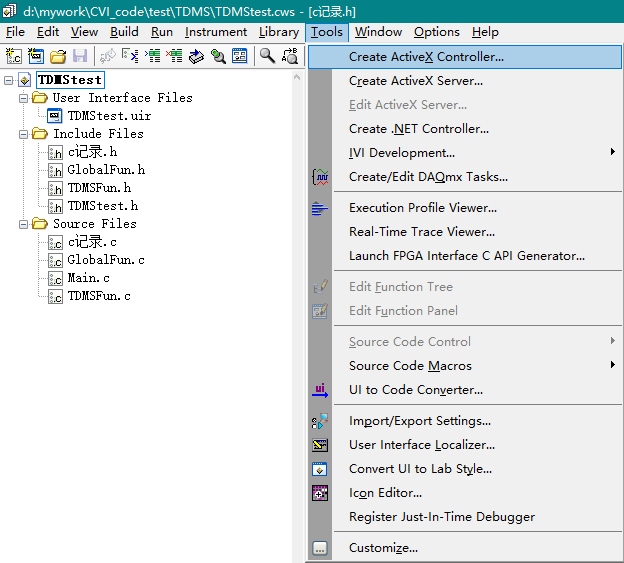 d:\mywork\CVI_code\test\TDMS\TDMStest.cws - [c记录.h]
File Edit View Build Run Instrument Library Tools Window Options Help
TDMStest
User Interface Files
TDMStest.uir
Include Files
c记录.h
GlobalFun.h
TDMSFun.h
TDMStest.h
Source Files
c记录.c
GlobalFun.c
Main.c
TDMSFun.c
Create ActiveX Controller...
Create ActiveX Server...
Edit ActiveX Server...
Create .NET Controller...
IVI Development...
Create/Edit DAQmx Tasks...
Execution Profile Viewer...
Real-Time Trace Viewer...
Launch FPGA Interface C API Generator...
Edit Function Tree
Edit Function Panel
Source Code Control
Source Code Macros
UI to Code Converter...
Import/Export Settings...
User Interface Localizer...
Convert UI to Lab Style...
Icon Editor...
Register Just-In-Time Debugger
Customize...